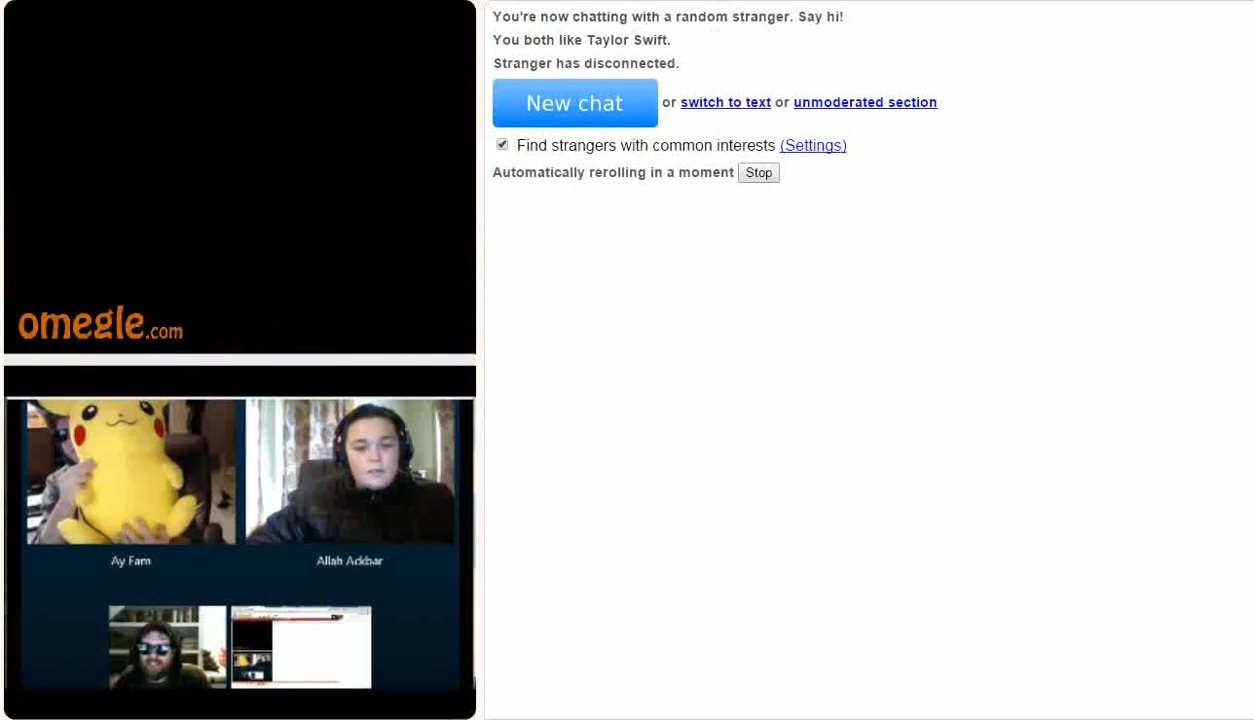 You're now chatting with a random stranger. Say hi!
You both like Taylor Swift.
Stranger has disconnected.
New chat or switch to text or unmoderated section
Find strangers with common interests (Settings)
Automatically rerolling in a moment Stop
omegle.com
Ay Fam
Allah Ackbar